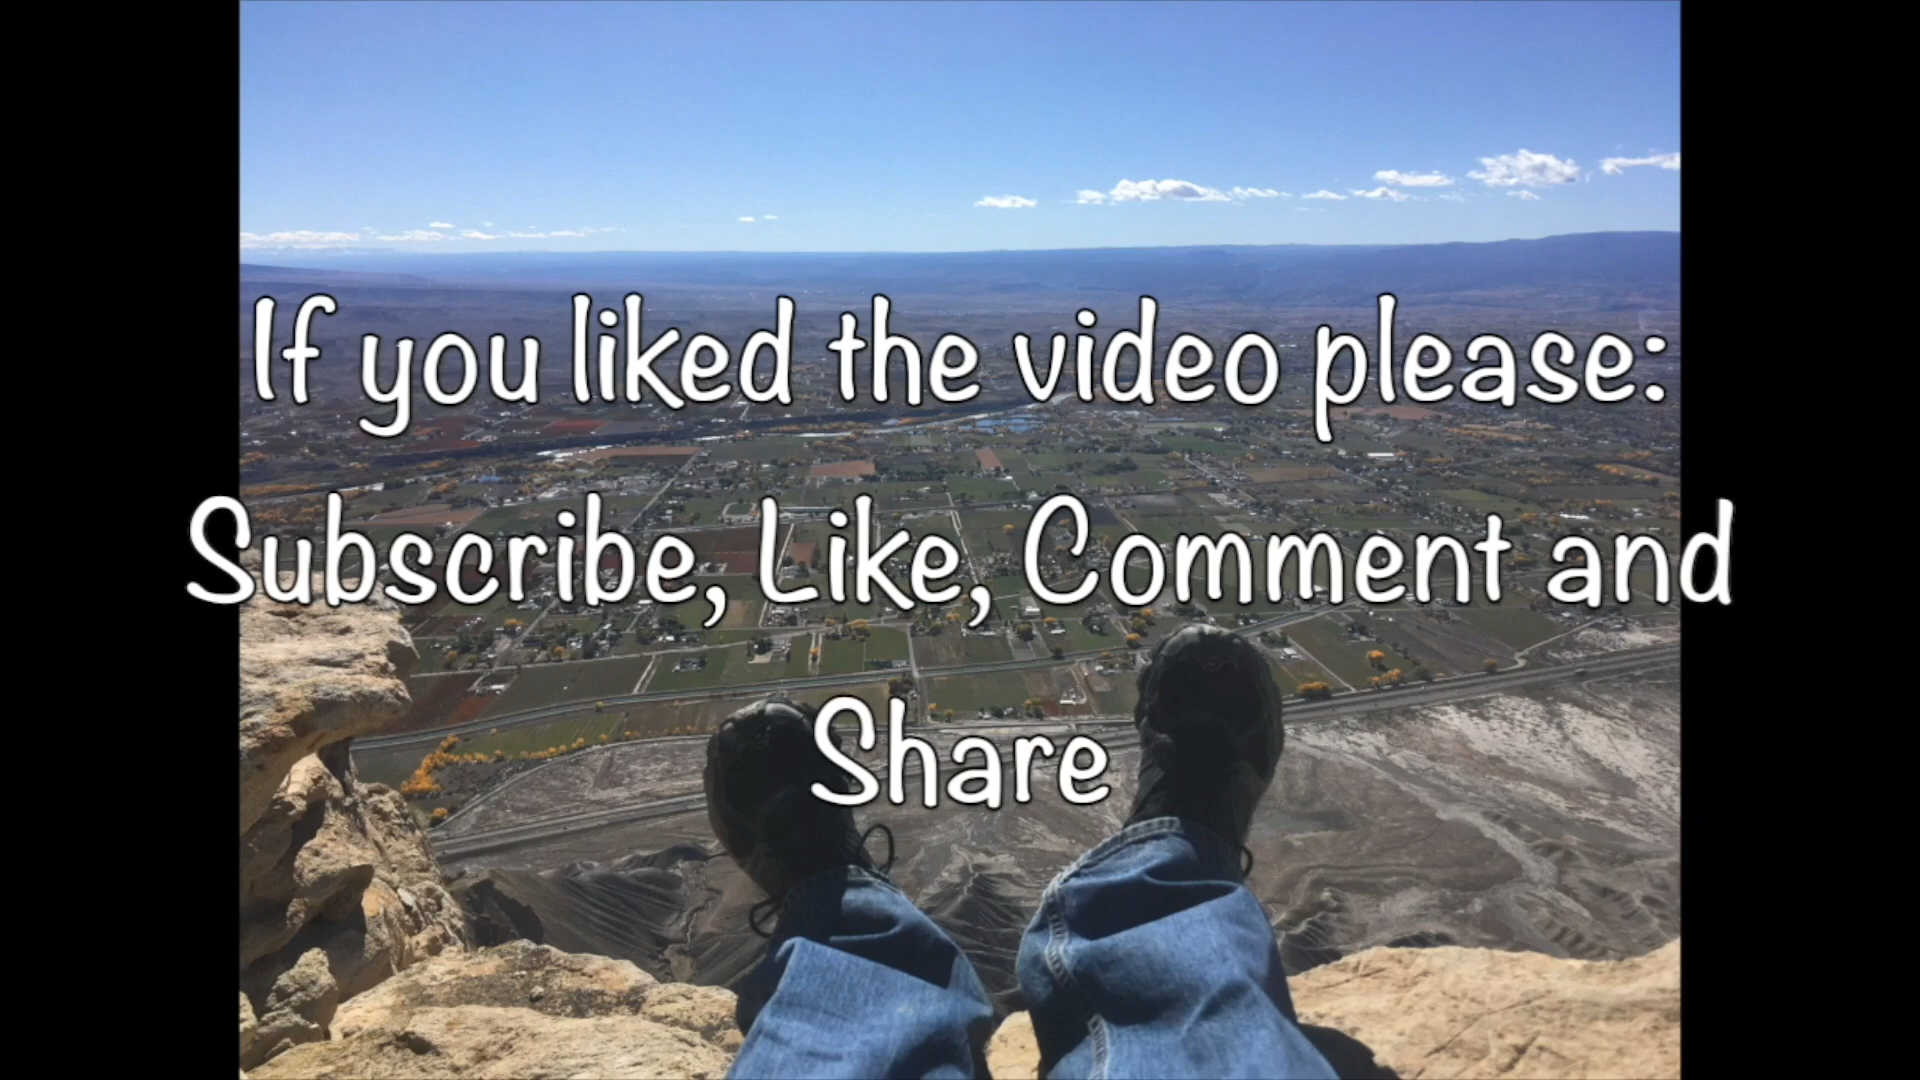 If you liked the video please:
Subscribe, Like, Comment and
Share